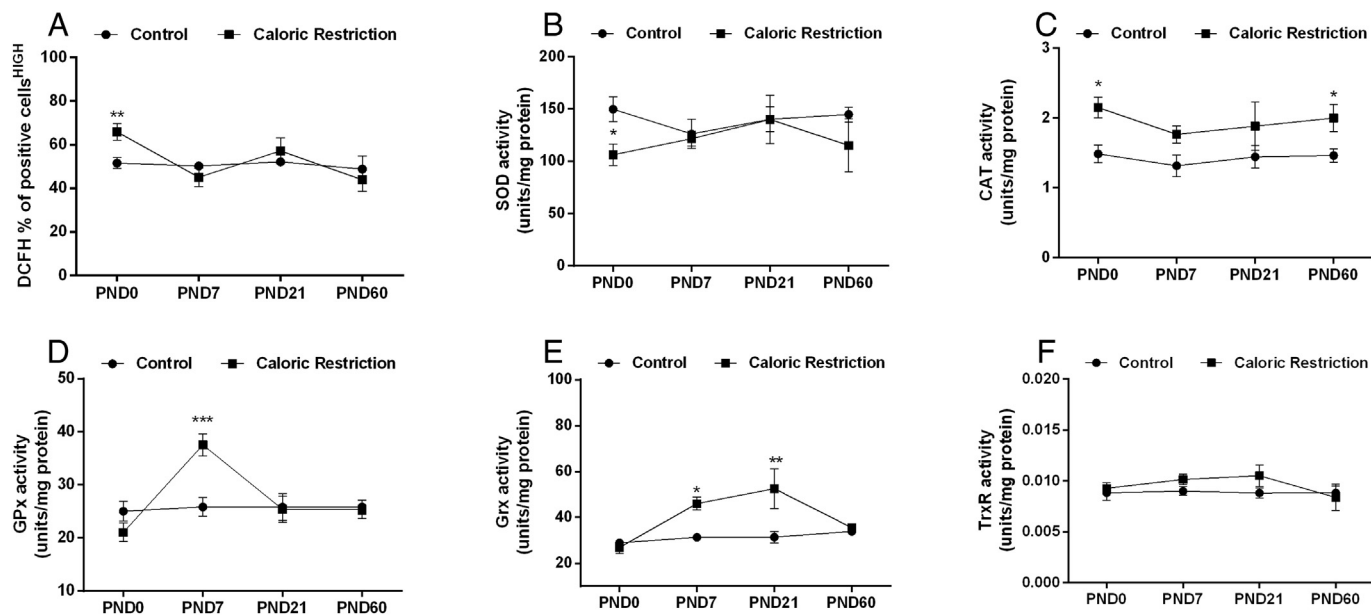 A
Control Caloric Restriction
DCFH % of positive cellsHIGH
100
80
60
40
20
0
**
PND0 PND7 PND21 PND60
B
Control Caloric Restriction
SOD activity
(units/mg protein)
200
150
100
50
0
*
PND0 PND7 PND21 PND60
C
Control Caloric Restriction
CAT activity
(units/mg protein)
3
2
1
0
* *
PND0 PND7 PND21 PND60
D
Control Caloric Restriction
GPx activity
(units/mg protein)
50
40
30
20
10
***
PND0 PND7 PND21 PND60
E
Control Caloric Restriction
Grx activity
(units/mg protein)
100
80
60
40
20
* **
PND0 PND7 PND21 PND60
F
Control Caloric Restriction
TrxR activity
(units/mg protein)
0.020
0.015
0.010
0.005
0.000
PND0 PND7 PND21 PND60